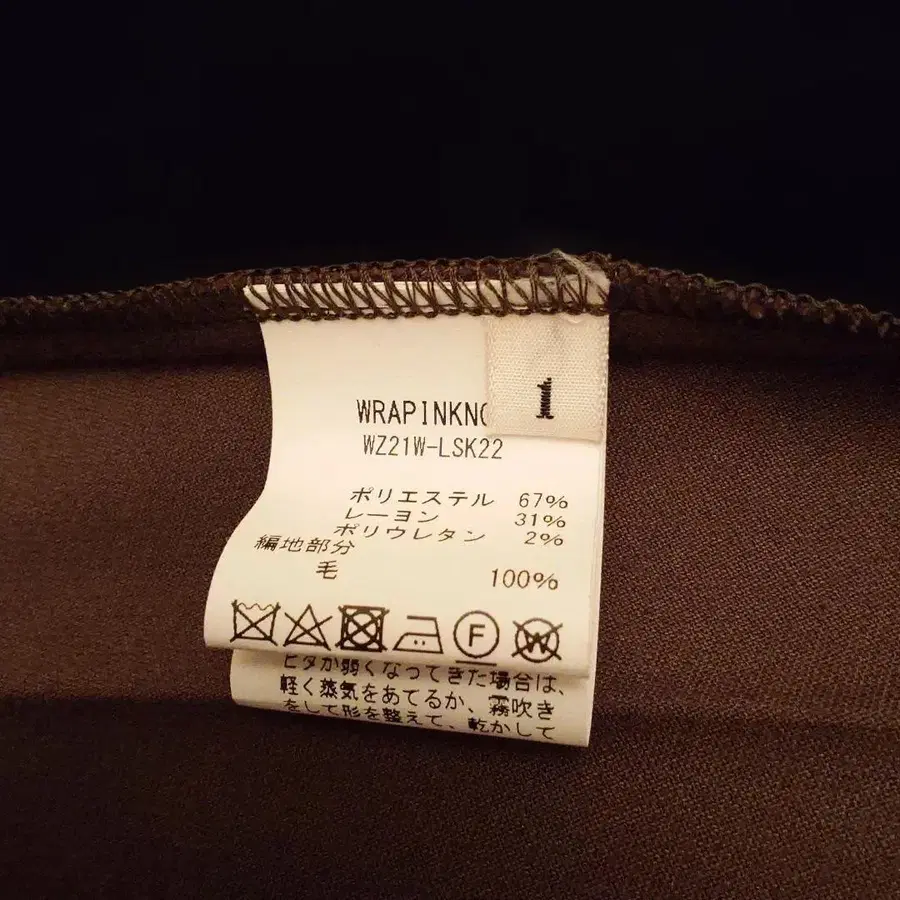 1
WRAPINKNO
WZ21W-LSK22
ポリエステル 67%
レーヨン 31%
ポリウレタン 2%
編地部分
毛 100%
F W
ヒダが弱くなってきた場合は、
軽く蒸気をあてるか、霧吹き
をして形を整えて、乾かして